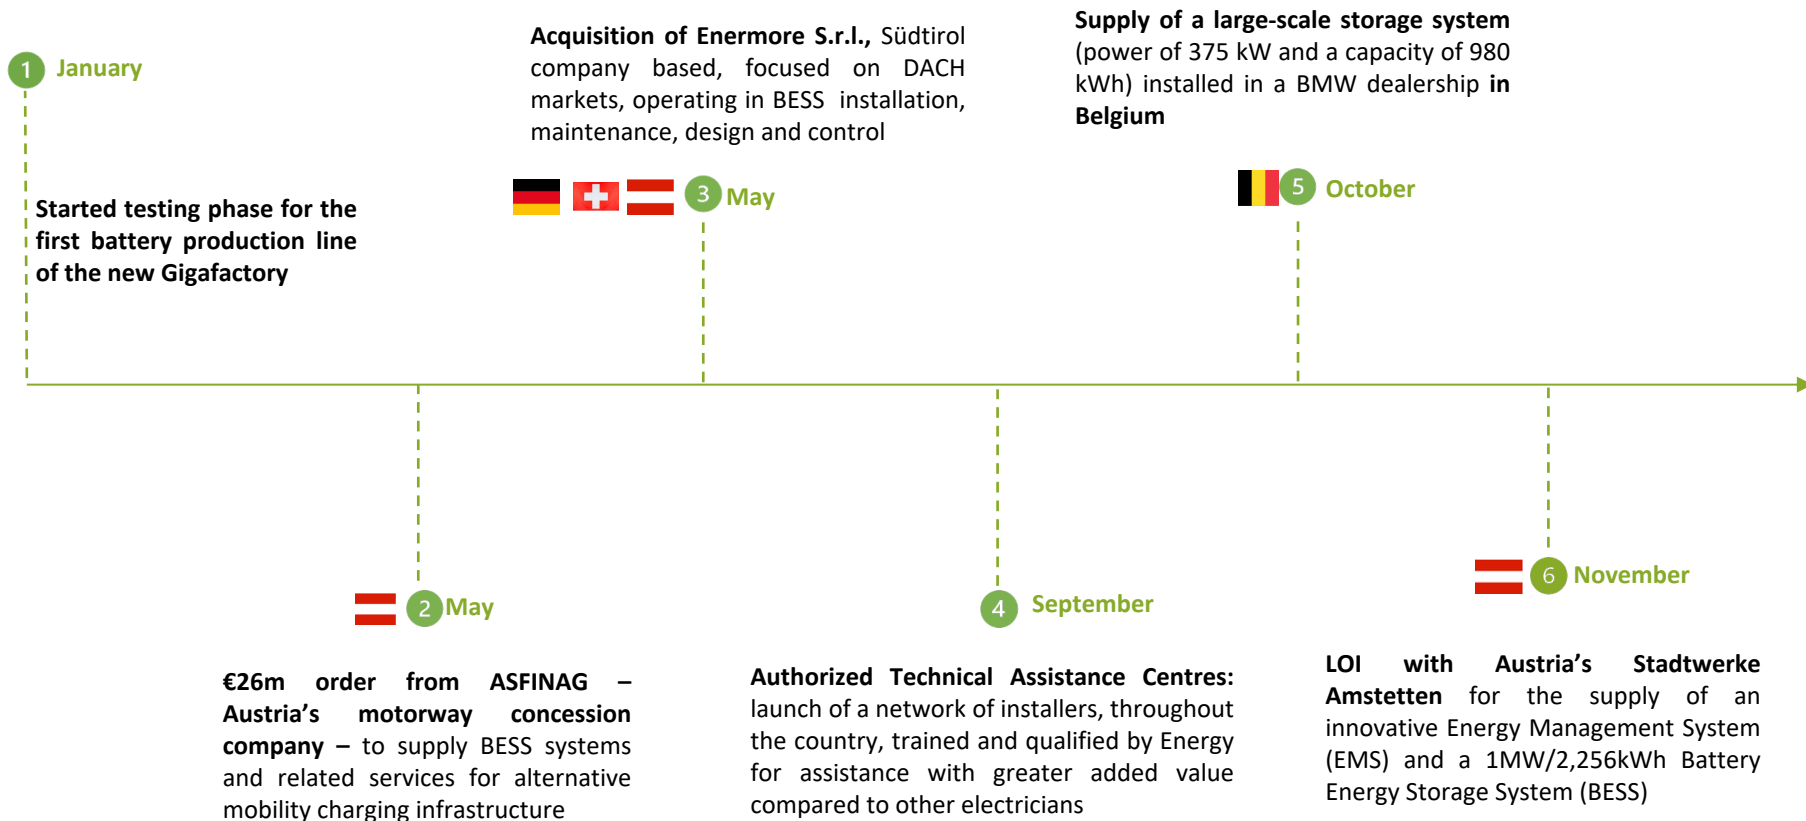 1 January
Started testing phase for the
first battery production line
of the new Gigafactory
€26m order from ASFINAG –
Austria’s motorway concession
company – to supply BESS systems
and related services for alternative
mobility charging infrastructure
2 May
Acquisition of Enermore S.r.l., Südtirol
company based, focused on DACH
markets, operating in BESS installation,
maintenance, design and control
3 May
4 September
Authorized Technical Assistance Centres:
launch of a network of installers, throughout
the country, trained and qualified by Energy
for assistance with greater added value
compared to other electricians
Supply of a large-scale storage system
(power of 375 kW and a capacity of 980
kWh) installed in a BMW dealership in
Belgium
5 October
6 November
LOI with Austria’s Stadtwerke
Amstetten for the supply of an
innovative Energy Management System
(EMS) and a 1MW/2,256kWh Battery
Energy Storage System (BESS)